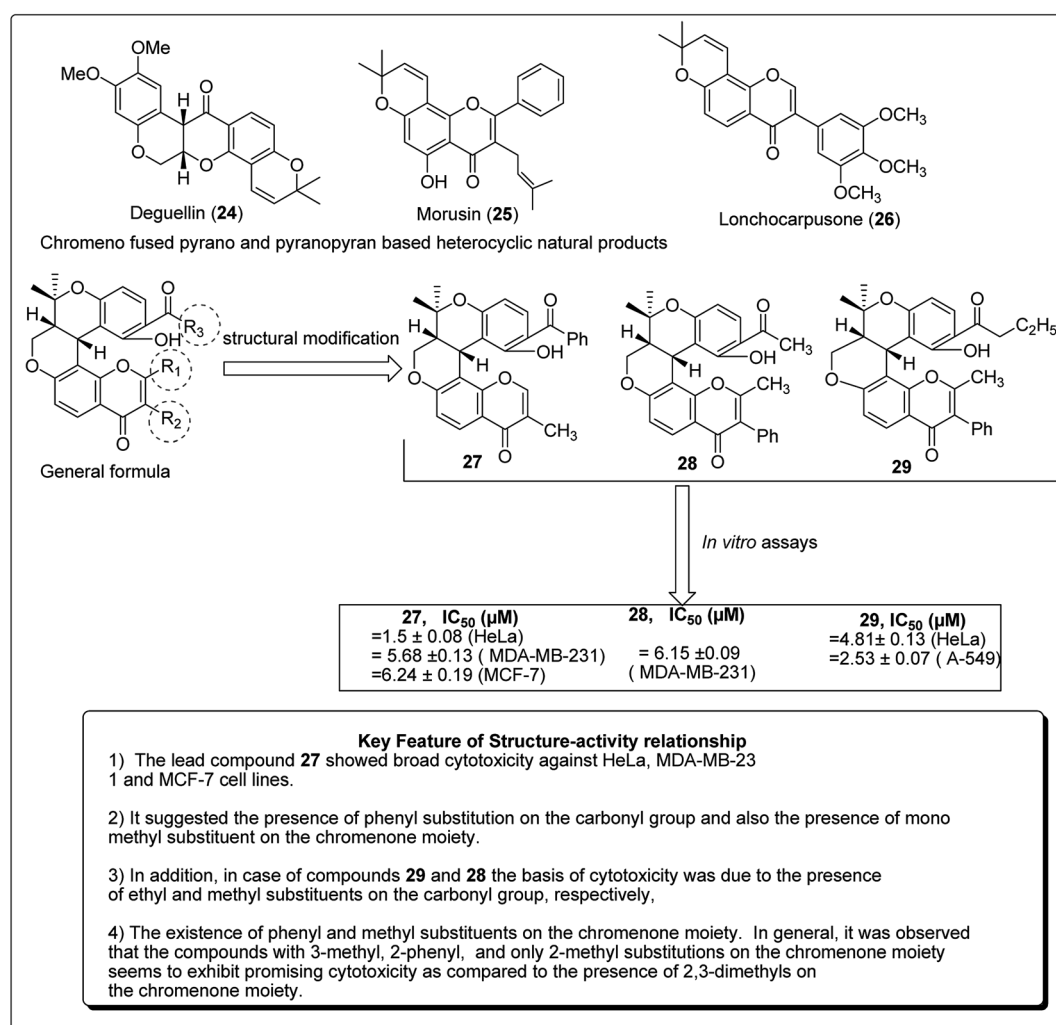 OMe
MeO
H
O
H
O
O
O
Deguellin (24)
O
O
OH
O
Morusin (25)
O
O
O
OCH3
OCH3
OCH3
Lonchocarpusone (26)
Chromeno fused pyrano and pyranopyran based heterocyclic natural products
O
O
R3
H
OH
H
O
O
R1
R2
O
General formula
structural modification
O
O
H
Ph
OH
H
O
O
CH3
O
27
O
O
H
CH3
OH
H
O
O
CH3
Ph
O
28
O
O
C2H5
H
OH
H
O
O
CH3
Ph
O
29
In vitro assays
27, IC50 (µM)
=1.5 ± 0.08 (HeLa)
= 5.68 ±0.13 ( MDA-MB-231)
=6.24 ± 0.19 (MCF-7)
28, IC50 (µM)
= 6.15 ±0.09
( MDA-MB-231)
29, IC50 (µM)
=4.81± 0.13 (HeLa)
=2.53 ± 0.07 ( A-549)
Key Feature of Structure-activity relationship
1) The lead compound 27 showed broad cytotoxicity against HeLa, MDA-MB-23
1 and MCF-7 cell lines.
2) It suggested the presence of phenyl substitution on the carbonyl group and also the presence of mono
methyl substituent on the chromenone moiety.
3) In addition, in case of compounds 29 and 28 the basis of cytotoxicity was due to the presence
of ethyl and methyl substituents on the carbonyl group, respectively,
4) The existence of phenyl and methyl substituents on the chromenone moiety. In general, it was observed
that the compounds with 3-methyl, 2-phenyl, and only 2-methyl substitutions on the chromenone moiety
seems to exhibit promising cytotoxicity as compared to the presence of 2,3-dimethyls on
the chromenone moiety.